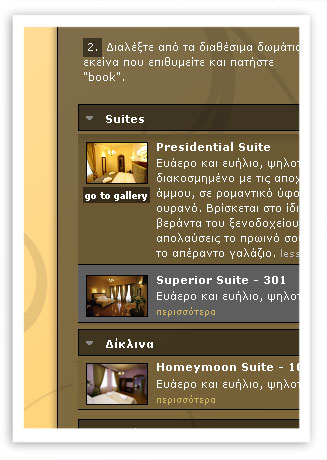 2. Διαλέξτε από τα διαθέσιμα δωμάτια
εκείνα που επιθυμείτε και πατήστε
"book".
Suites
Presidential Suite
Ευάερο και ευήλιο, ψηλοτ
διακοσμημένο με τις αποχ
άμμου, σε ρομαντικό ύφο
ουρανό. Βρίσκεται στο ίδι
βεράντα του ξενοδοχείου
απολαύσεις το πρωινό σου
το απέραντο γαλάζιο. less
go to gallery
Superior Suite - 301
Ευάερο και ευήλιο, ψηλοτ
περισσότερα
Δίκλινα
Homeymoon Suite - 10
Ευάερο και ευήλιο, ψηλοτ
περισσότερα